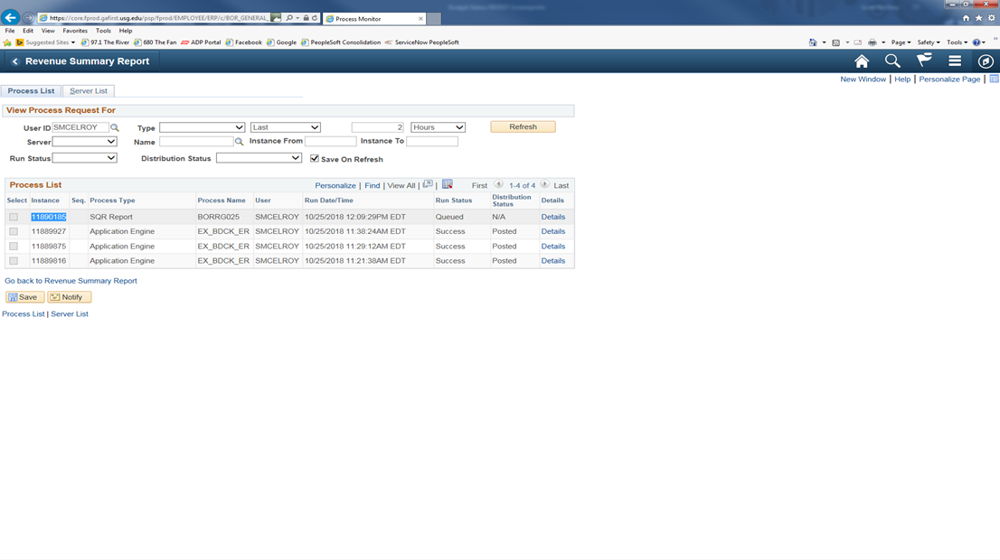 https://core.fprod.gafirst.usg.edu/psp/fprod/EMPLOYEE/ERP/c/BOR_GENERAL_
Process Monitor
File Edit View Favorites Tools Help
Suggested Sites 97.1 The River 680 The Fan ADP Portal Facebook Google PeopleSoft Consolidation ServiceNow PeopleSoft
Page Safety Tools
Revenue Summary Report
New Window | Help | Personalize Page |
Process List Server List
View Process Request For
User ID SMCELROY Type Last 2 Hours Refresh
Server Name Instance From Instance To
Run Status Distribution Status Save On Refresh
Process List Personalize | Find | View All | | First 1-4 of 4 Last
Select Instance Seq. Process Type Process Name User Run Date/Time Run Status Distribution Status Details
11890185 SQR Report BORRG025 SMCELROY 10/25/2018 12:09:29PM EDT Queued N/A Details
11889927 Application Engine EX_BDCK_ER SMCELROY 10/25/2018 11:38:24AM EDT Success Posted Details
11889875 Application Engine EX_BDCK_ER SMCELROY 10/25/2018 11:29:12AM EDT Success Posted Details
11889816 Application Engine EX_BDCK_ER SMCELROY 10/25/2018 11:21:38AM EDT Success Posted Details
Go back to Revenue Summary Report
Save Notify
Process List | Server List